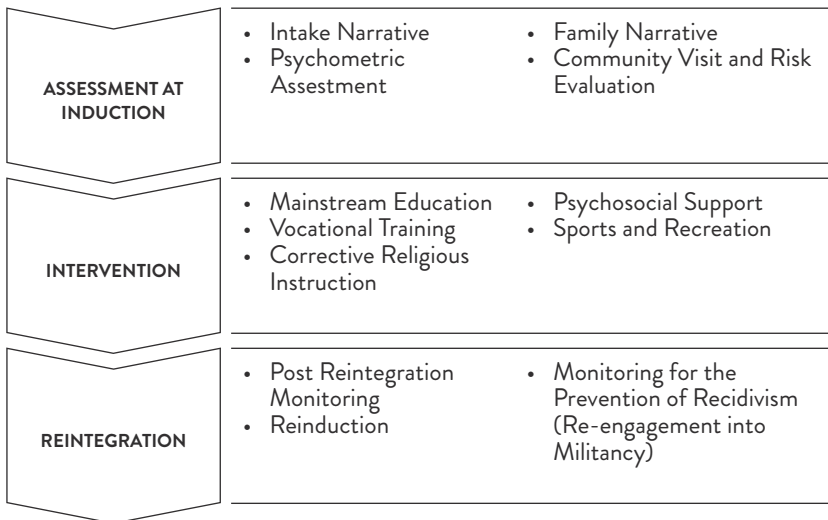 ASSESSMENT AT
INDUCTION
• Intake Narrative
• Psychometric
Assestment
• Family Narrative
• Community Visit and Risk
Evaluation
INTERVENTION
• Mainstream Education
• Vocational Training
• Corrective Religious
Instruction
• Psychosocial Support
• Sports and Recreation
REINTEGRATION
• Post Reintegration
Monitoring
• Reinduction
• Monitoring for the
Prevention of Recidivism
(Re-engagement into
Militancy)